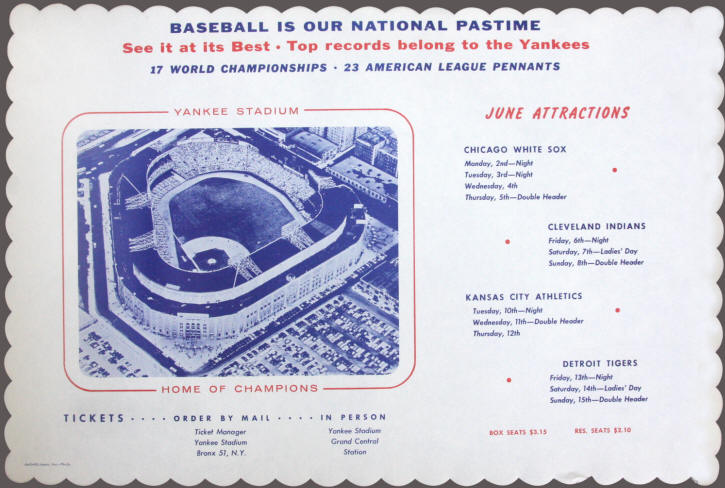 BASEBALL IS OUR NATIONAL PASTIME
See it at its Best • Top records belong to the Yankees
17 WORLD CHAMPIONSHIPS • 23 AMERICAN LEAGUE PENNANTS
YANKEE STADIUM
HOME OF CHAMPIONS
TICKETS • • • • ORDER BY MAIL • • • • IN PERSON
Ticket Manager
Yankee Stadium
Bronx 51, N.Y.
Yankee Stadium
Grand Central
Station
JUNE ATTRACTIONS
CHICAGO WHITE SOX
Monday, 2nd—Night
Tuesday, 3rd—Night
Wednesday, 4th
Thursday, 5th—Double Header
CLEVELAND INDIANS
Friday, 6th—Night
Saturday, 7th—Ladies' Day
Sunday, 8th—Double Header
KANSAS CITY ATHLETICS
Tuesday, 10th—Night
Wednesday, 11th—Double Header
Thursday, 12th
DETROIT TIGERS
Friday, 13th—Night
Saturday, 14th—Ladies' Day
Sunday, 15th—Double Header
BOX SEATS $3.15 RES. SEATS $2.10